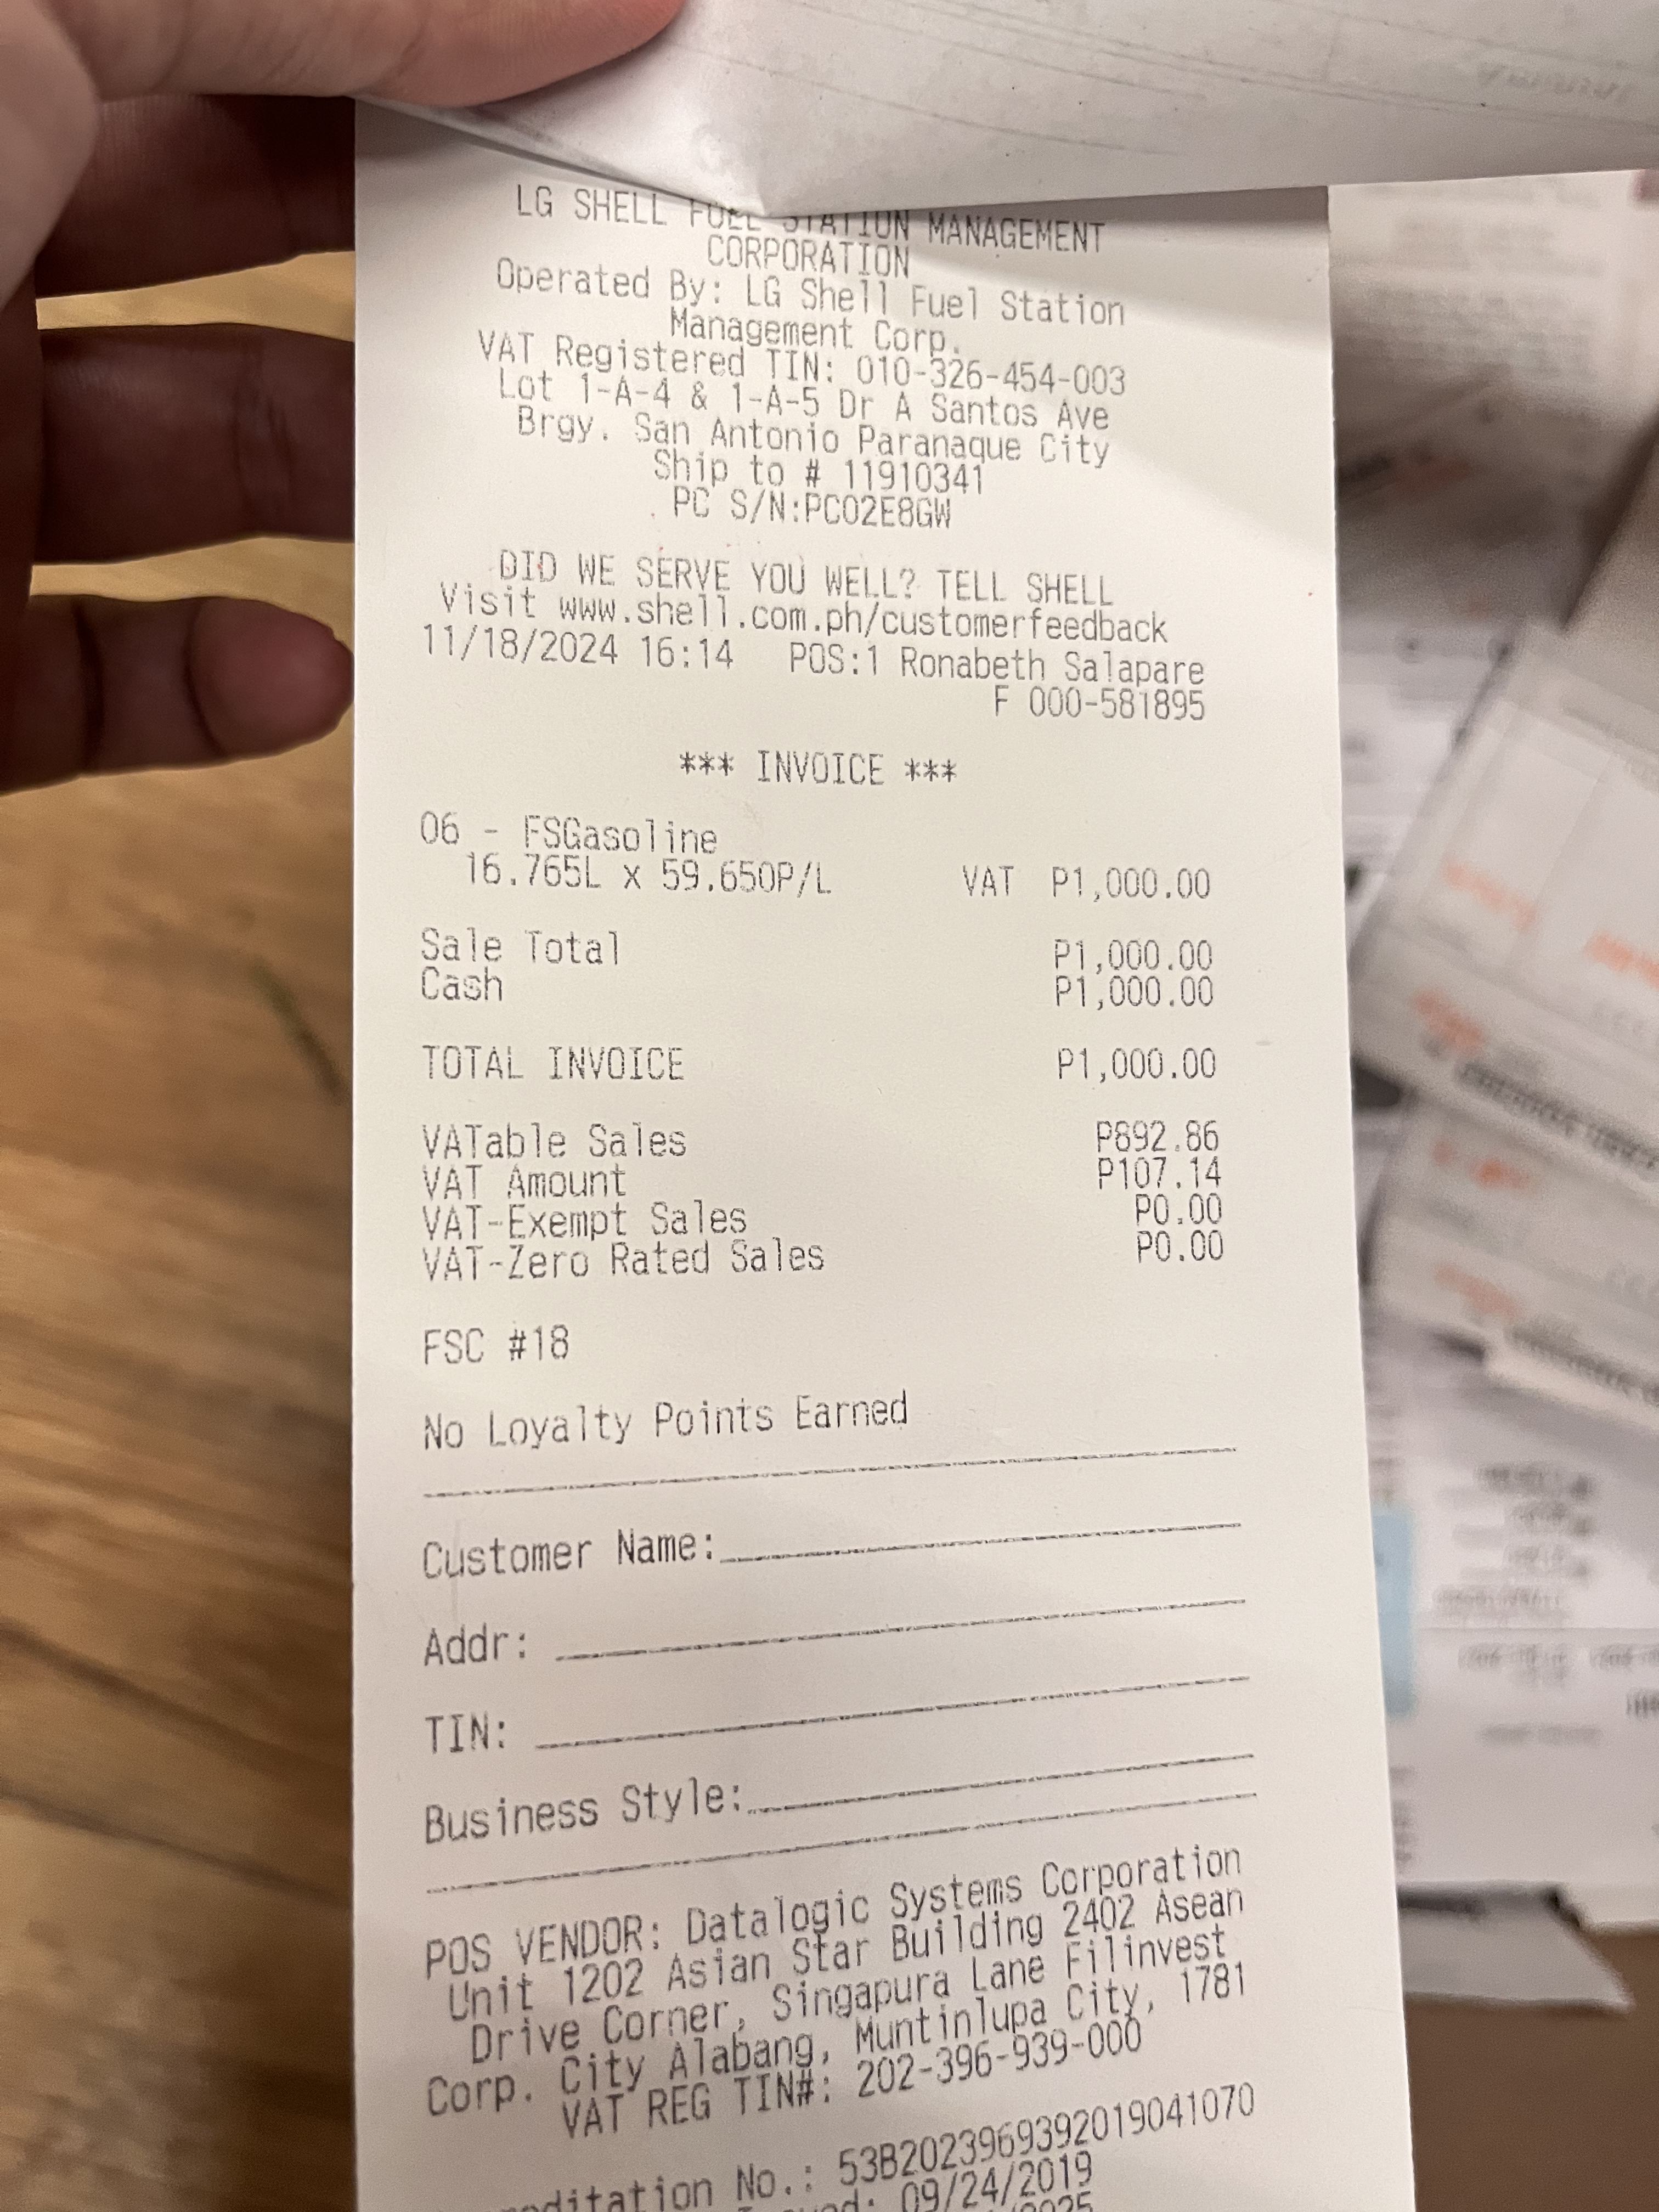 LG SHELL FUEL STATION MANAGEMENT
CORPORATION
Operated By: LG Shell Fuel Station
Management Corp.
VAT Registered TIN: 010-326-454-003
Lot 1-A-4 & 1-A-5 Dr A Santos Ave
Brgy. San Antonio Paranaque City
Ship to # 11910341
PC S/N:PC02E8GW
DID WE SERVE YOU WELL? TELL SHELL
Visit www.shell.com.ph/customerfeedback
11/18/2024 16:14 POS:1 Ronabeth Salapare
F 000-581895
*** INVOICE ***
06 - FSGasoline
16.765L x 59.650P/L VAT P1,000.00
Sale Total P1,000.00
Cash P1,000.00
TOTAL INVOICE P1,000.00
VATable Sales P892.86
VAT Amount P107.14
VAT-Exempt Sales P0.00
VAT-Zero Rated Sales P0.00
FSC #18
No Loyalty Points Earned
Customer Name:
Addr:
TIN:
Business Style:
POS VENDOR: Datalogic Systems Corporation
Unit 1202 Asian Star Building 2402 Asean
Drive Corner, Singapura Lane Filinvest
Corp. City Alabang, Muntinlupa City, 1781
VAT REG TIN#: 202-396-939-000
No.: 53B2023969392019041070
09/24/2019